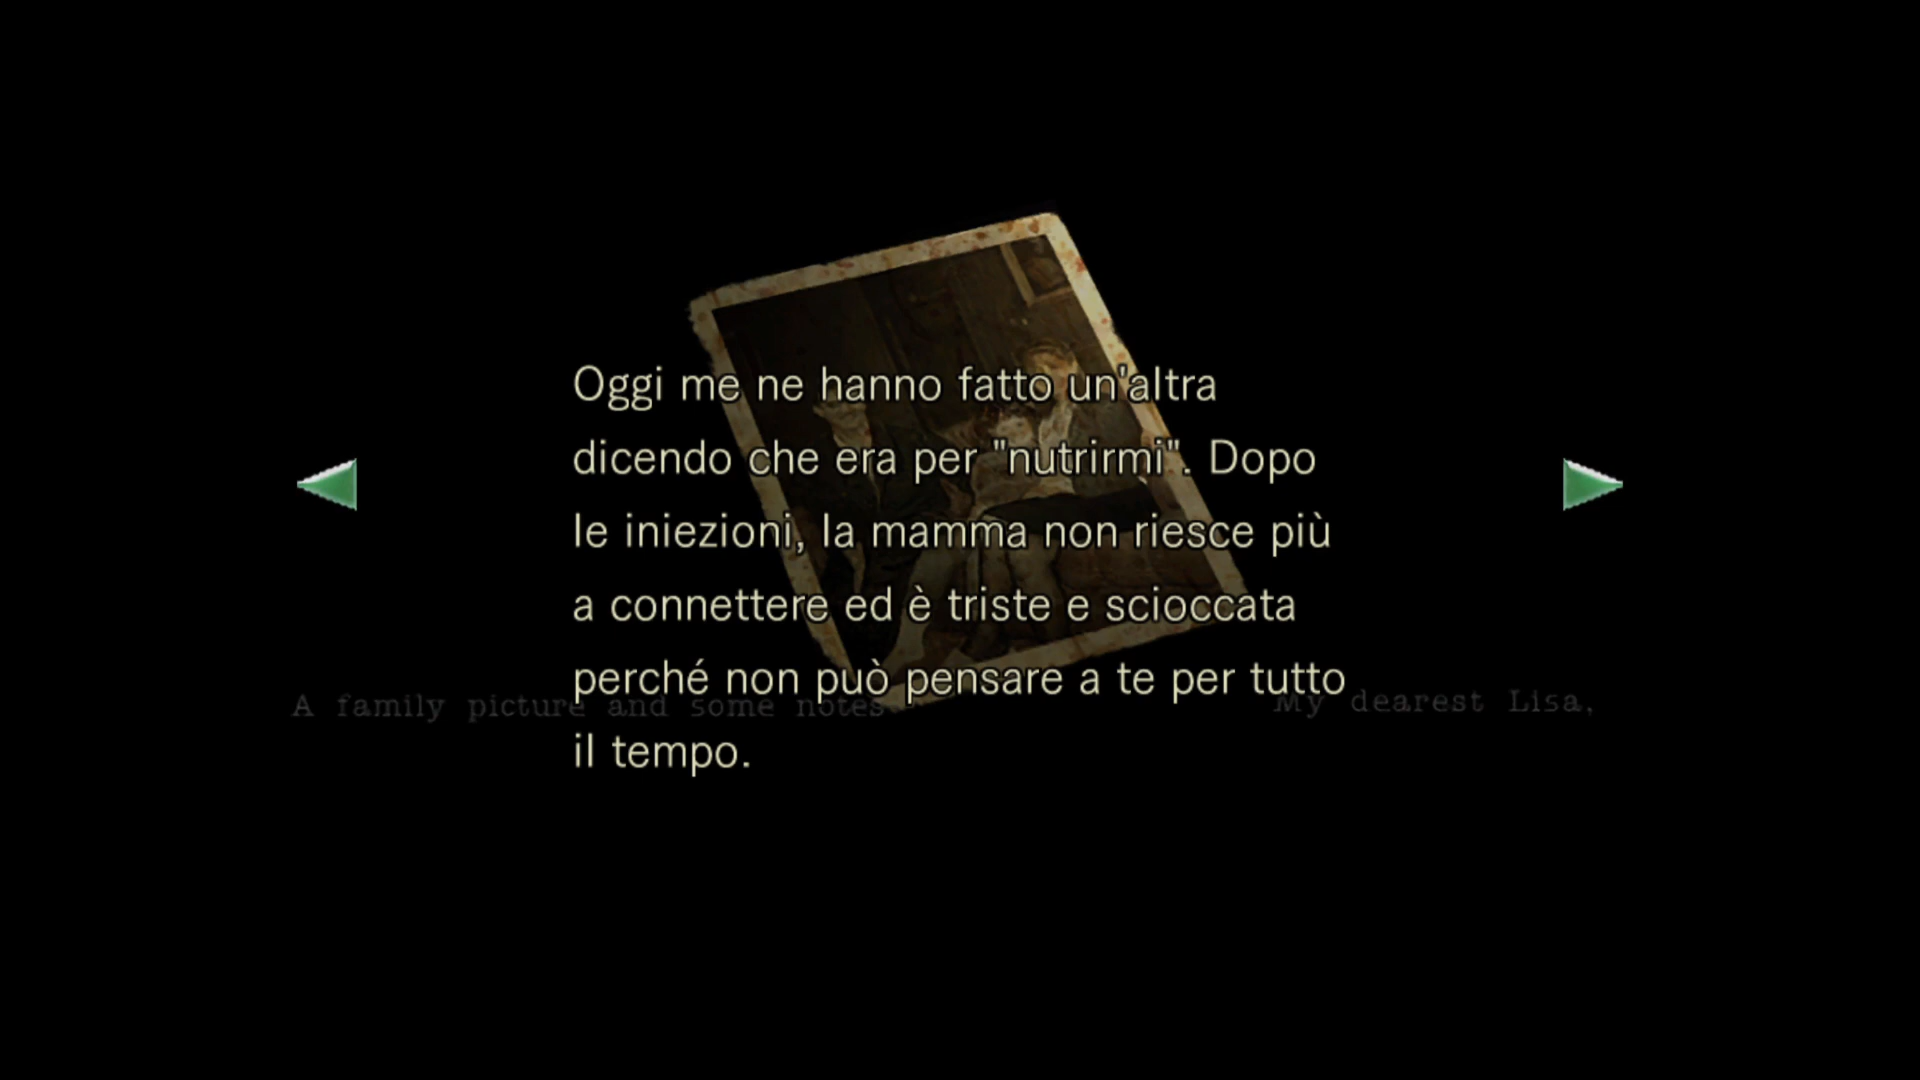 Oggi me ne hanno fatto un'altra
dicendo che era per "nutrirmi". Dopo
le iniezioni, la mamma non riesce più
a connettere ed è triste e scioccata
perché non può pensare a te per tutto
il tempo.
A family picture and some notes
My dearest Lisa,